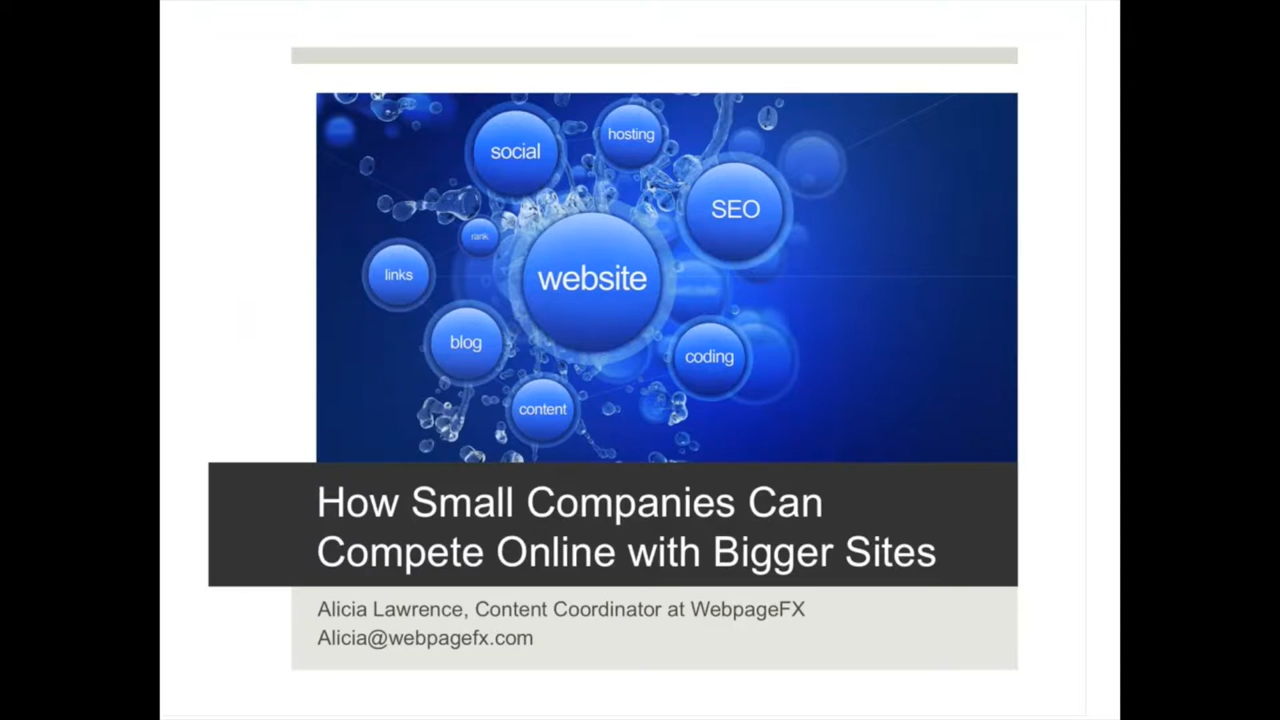 social
hosting
SEO
rank
website
links
blog
coding
content
How Small Companies Can
Compete Online with Bigger Sites
Alicia Lawrence, Content Coordinator at WebpageFX
Alicia@webpagefx.com